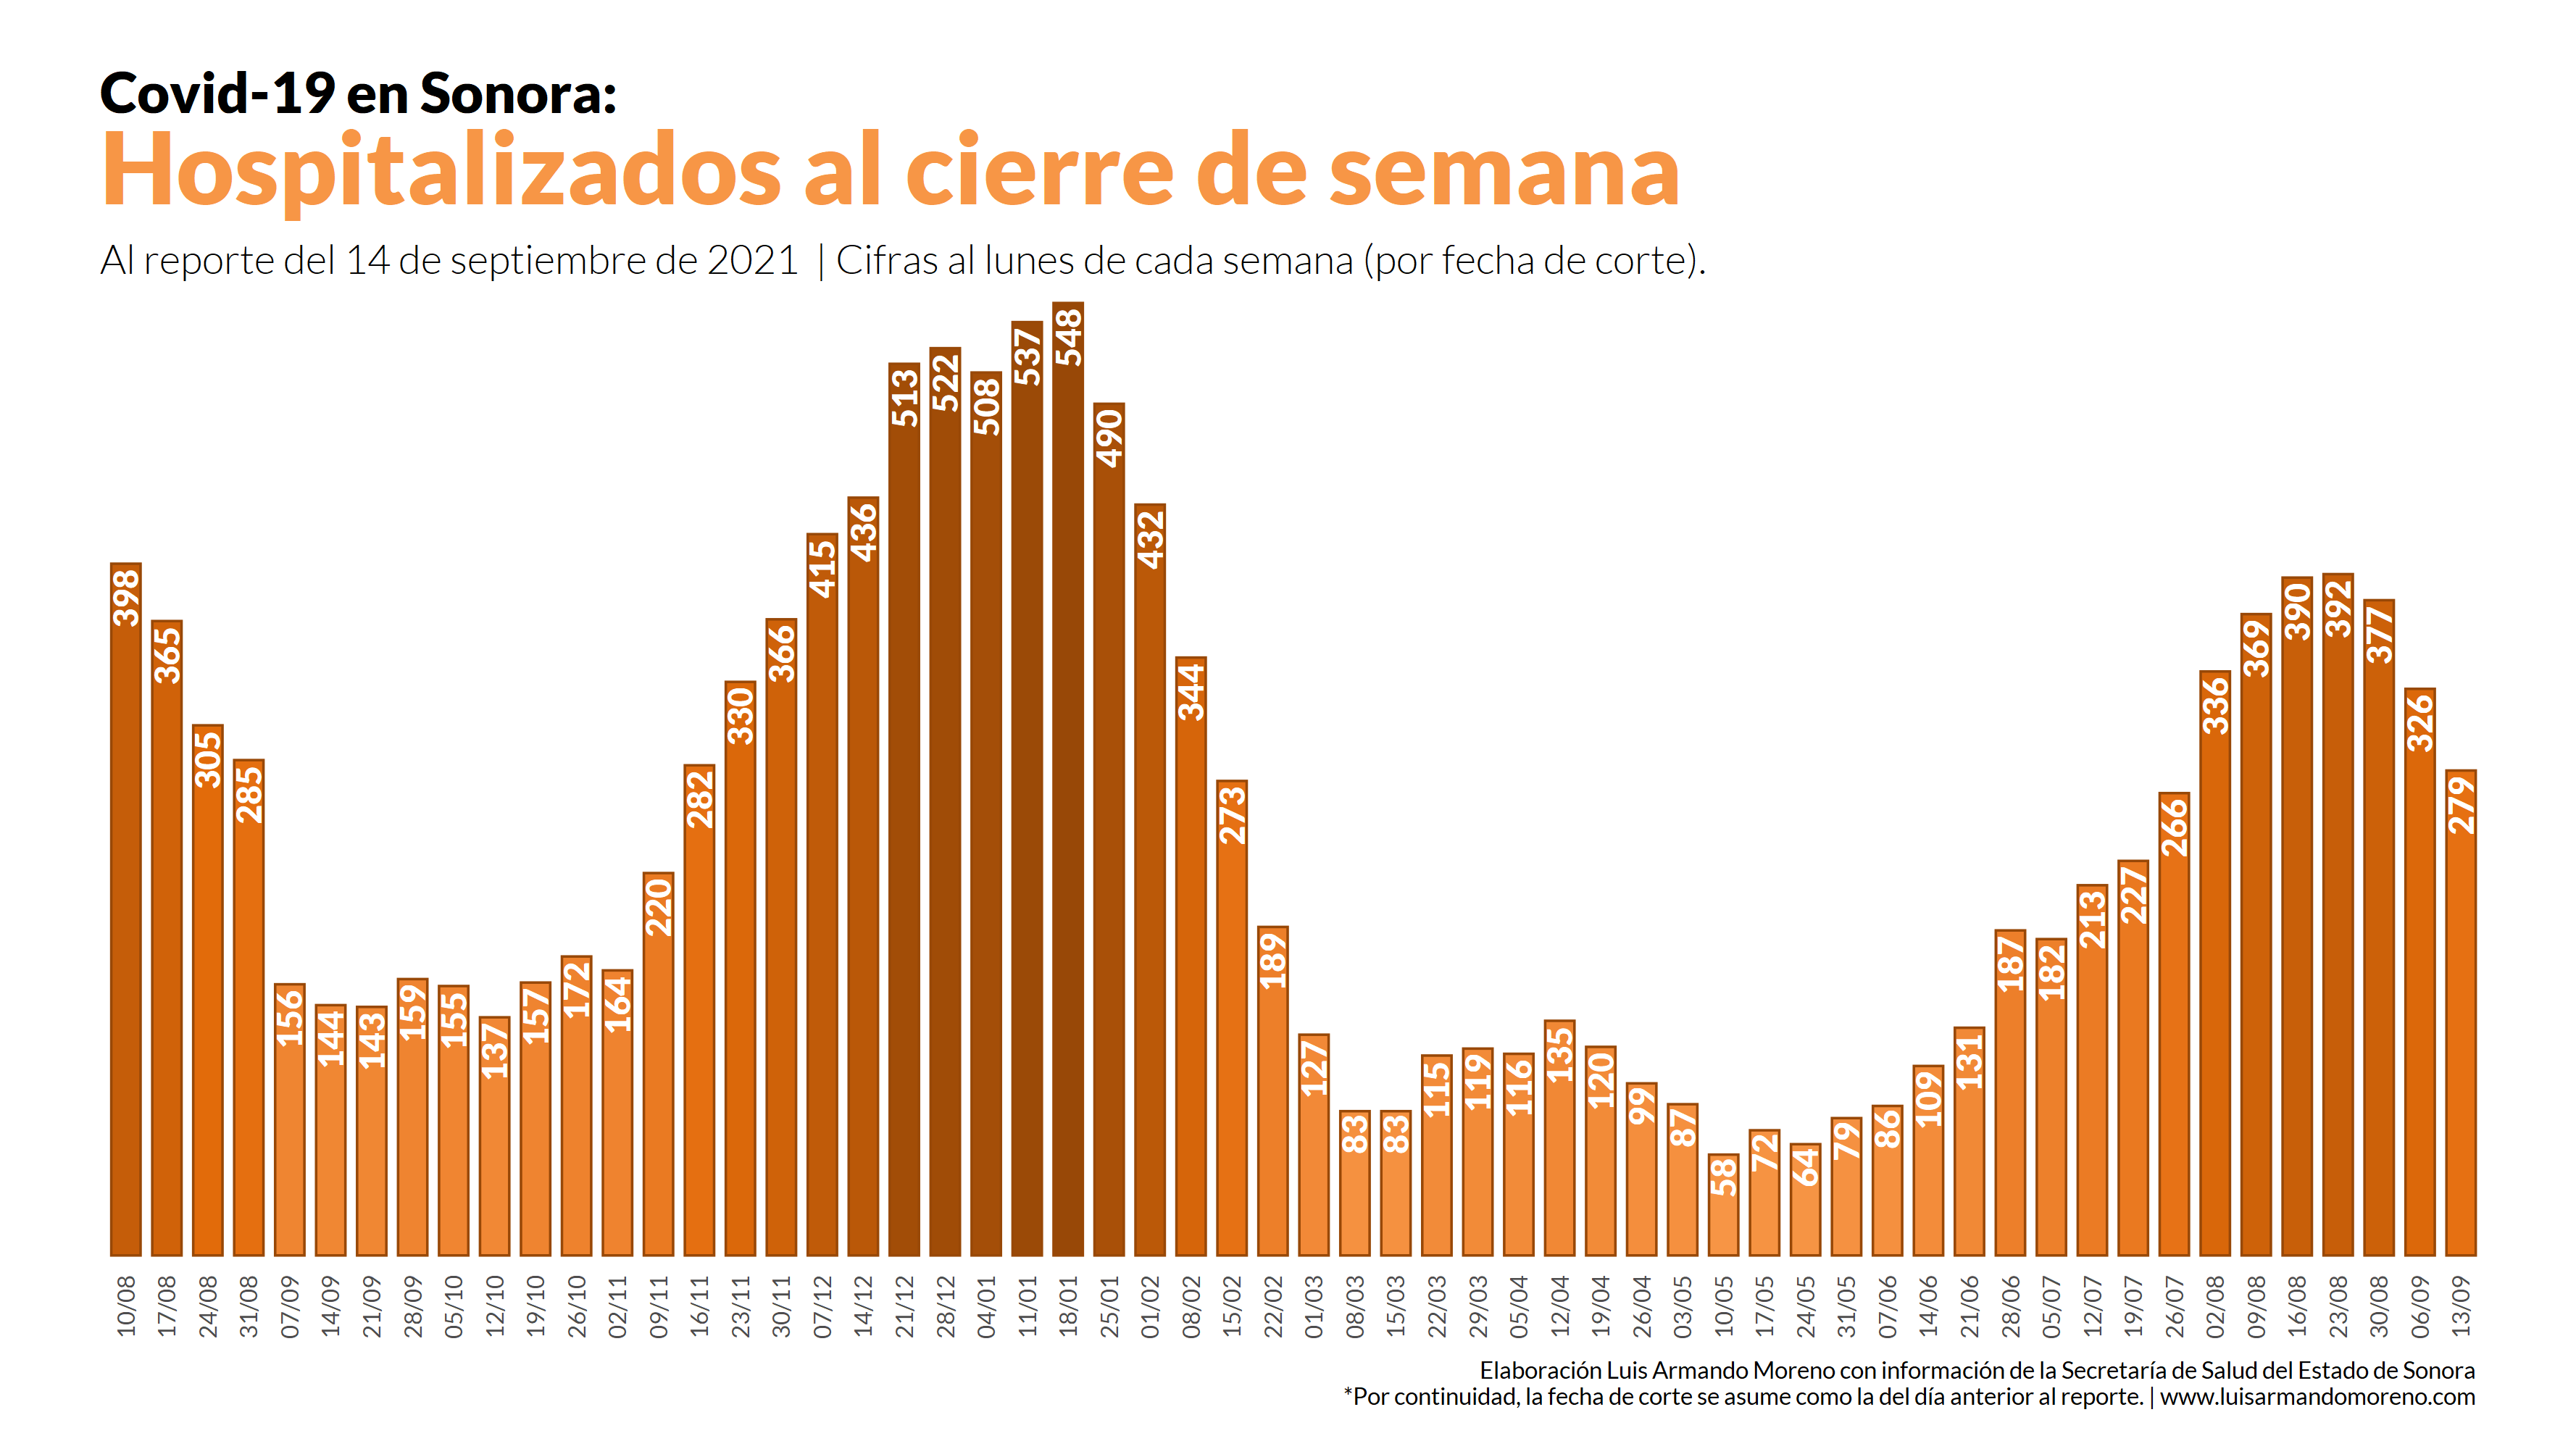 Covid-19 en Sonora:
Hospitalizados al cierre de semana
Al reporte del 14 de septiembre de 2021 | Cifras al lunes de cada semana (por fecha de corte).
398 365 305 285 156 144 143 159 155 137 157 172 164 220 282 330 366 415 436 513 522 508 537 548 490 432 344 273 189 127 83 83 115 119 116 135 120 99 87 58 72 64 79 86 109 131 187 182 213 227 266 336 369 390 392 377 326 279
10/08 17/08 24/08 31/08 07/09 14/09 21/09 28/09 05/10 12/10 19/10 26/10 02/11 09/11 16/11 23/11 30/11 07/12 14/12 21/12 28/12 04/01 11/01 18/01 25/01 01/02 08/02 15/02 22/02 01/03 08/03 15/03 22/03 29/03 05/04 12/04 19/04 26/04 03/05 10/05 17/05 24/05 31/05 07/06 14/06 21/06 28/06 05/07 12/07 19/07 26/07 02/08 09/08 16/08 23/08 30/08 06/09 13/09
Elaboración Luis Armando Moreno con información de la Secretaría de Salud del Estado de Sonora
*Por continuidad, la fecha de corte se asume como la del día anterior al reporte. | www.luisarmandomoreno.com